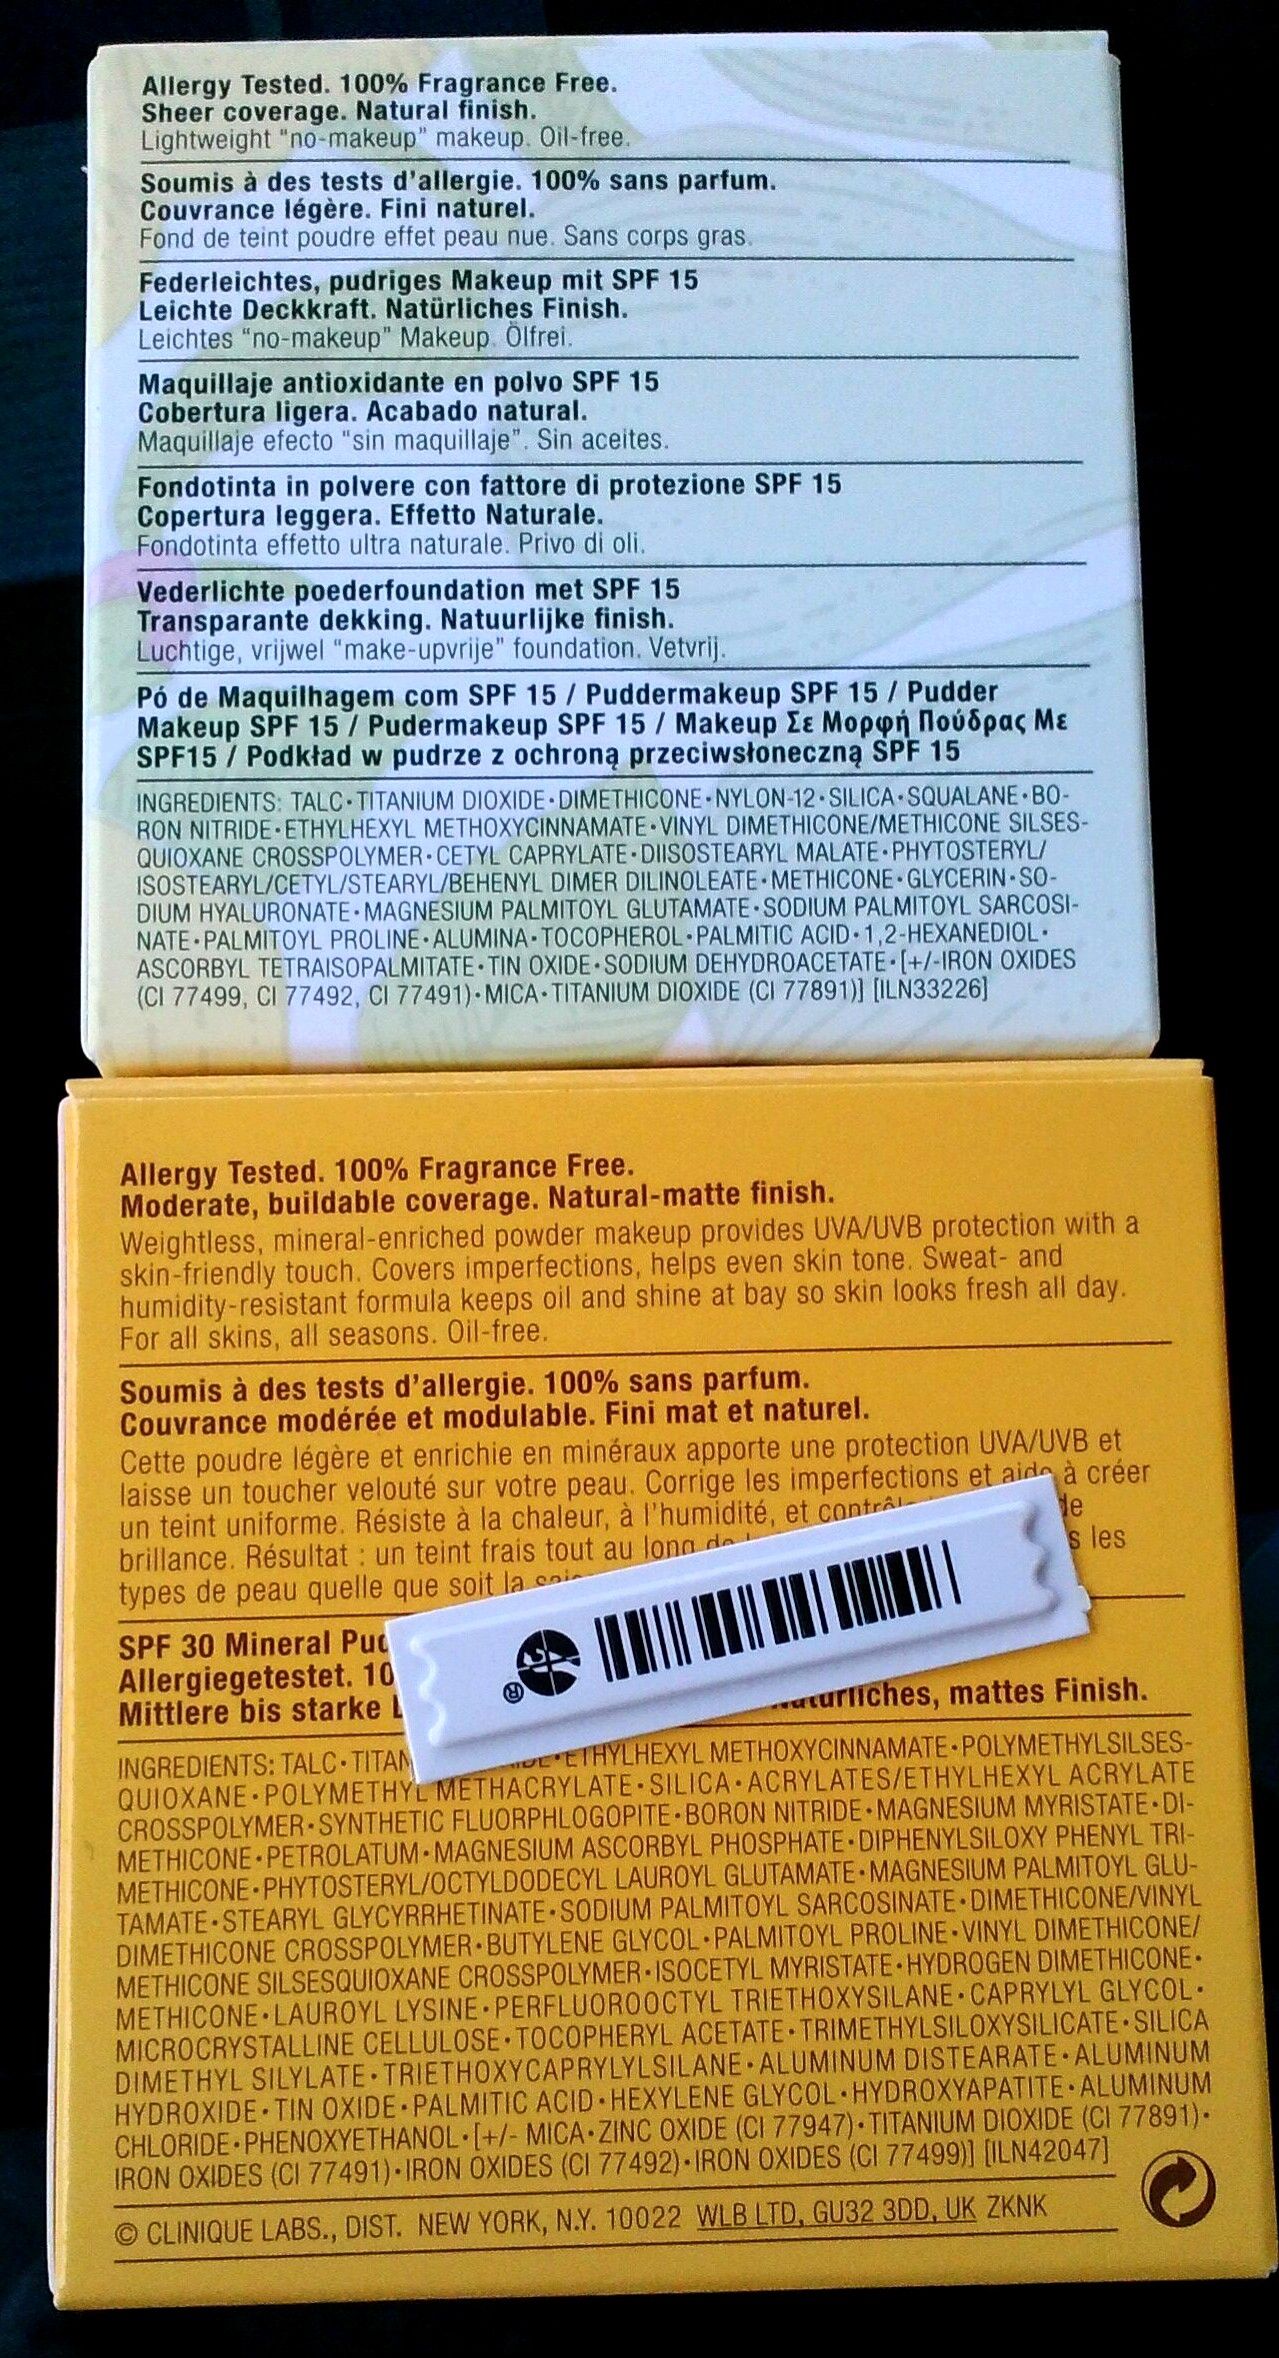 Allergy Tested. 100% Fragrance Free.
Sheer coverage. Natural finish.
Lightweight "no-makeup" makeup. Oil-free.
Soumis à des tests d'allergie. 100% sans parfum.
Couvrance légère. Fini naturel.
Fond de teint poudre effet peau nue. Sans corps gras.
Federleichtes, pudriges Makeup mit SPF 15
Leichte Deckkraft. Natürliches Finish.
Leichtes "no-makeup" Makeup. Ölfrei.
Maquillaje antioxidante en polvo SPF 15
Cobertura ligera. Acabado natural.
Maquillaje efecto "sin maquillaje". Sin aceites.
Fondotinta in polvere con fattore di protezione SPF 15
Copertura leggera. Effetto Naturale.
Fondotinta effetto ultra naturale. Privo di oli.
Vederlichte poederfoundation met SPF 15
Transparante dekking. Natuurlijke finish.
Luchtige, vrijwel "make-upvrije" foundation. Vetvrij.
Pó de Maquilhagem com SPF 15 / Puddermakeup SPF 15 / Pudder
Makeup SPF 15 / Pudermakeup SPF 15 / Makeup Σε Μορφή Πούδρας Με
SPF15 / Podkład w pudrze z ochroną przeciwsłoneczną SPF 15
INGREDIENTS: TALC•TITANIUM DIOXIDE•DIMETHICONE•NYLON-12•SILICA•SQUALANE•BO-
RON NITRIDE•ETHYLHEXYL METHOXYCINNAMATE•VINYL DIMETHICONE/METHICONE SILSES-
QUIOXANE CROSSPOLYMER•CETYL CAPRYLATE•DIISOSTEARYL MALATE•PHYTOSTERYL/
ISOSTEARYL/CETYL/STEARYL/BEHENYL DIMER DILINOLEATE•METHICONE•GLYCERIN•SO-
DIUM HYALURONATE•MAGNESIUM PALMITOYL GLUTAMATE•SODIUM PALMITOYL SARCOSI-
NATE•PALMITOYL PROLINE•ALUMINA•TOCOPHEROL•PALMITIC ACID•1,2-HEXANEDIOL•
ASCORBYL TETRAISOPALMITATE•TIN OXIDE•SODIUM DEHYDROACETATE•[+/-IRON OXIDES
(CI 77499, CI 77492, CI 77491)•MICA•TITANIUM DIOXIDE (CI 77891)] [ILN33226]
Allergy Tested. 100% Fragrance Free.
Moderate, buildable coverage. Natural-matte finish.
Weightless, mineral-enriched powder makeup provides UVA/UVB protection with a
skin-friendly touch. Covers imperfections, helps even skin tone. Sweat- and
humidity-resistant formula keeps oil and shine at bay so skin looks fresh all day.
For all skins, all seasons. Oil-free.
Soumis à des tests d'allergie. 100% sans parfum.
Couvrance modérée et modulable. Fini mat et naturel.
Cette poudre légère et enrichie en minéraux apporte une protection UVA/UVB et
laisse un toucher velouté sur votre peau. Corrige les imperfections et aide à créer
un teint uniforme. Résiste à la chaleur, à l'humidité, et
brillance. Résultat : un teint frais tout au long les
types de peau quelle que soit la
SPF 30 Mineral
Allergiegetestet.
Mittlere bis starke mattes Finish.
INGREDIENTS: TALC•ETHYLHEXYL METHOXYCINNAMATE•POLYMETHYLSILSES-
QUIOXANE•POLYMETHYL METHACRYLATE•SILICA•ACRYLATES/ETHYLHEXYL ACRYLATE
CROSSPOLYMER•SYNTHETIC FLUORPHLOGOPITE•BORON NITRIDE•MAGNESIUM MYRISTATE•DI-
METHICONE•PETROLATUM•MAGNESIUM ASCORBYL PHOSPHATE•DIPHENYLSILOXY PHENYL TRI-
METHICONE•PHYTOSTERYL/OCTYLDODECYL LAUROYL GLUTAMATE•MAGNESIUM PALMITOYL GLU-
TAMATE•STEARYL GLYCYRRHETINATE•SODIUM PALMITOYL SARCOSINATE•DIMETHICONE/VINYL
DIMETHICONE CROSSPOLYMER•BUTYLENE GLYCOL•PALMITOYL PROLINE•VINYL DIMETHICONE/
METHICONE SILSESQUIOXANE CROSSPOLYMER•ISOCETYL MYRISTATE•HYDROGEN DIMETHICONE•
METHICONE•LAUROYL LYSINE•PERFLUOROOCTYL TRIETHOXYSILANE•CAPRYLYL GLYCOL•
MICROCRYSTALLINE CELLULOSE•TOCOPHERYL ACETATE•TRIMETHYLSILOXYSILICATE•SILICA
DIMETHYL SILYLATE•TRIETHOXYCAPRYLYLSILANE•ALUMINUM DISTEARATE•ALUMINUM
HYDROXIDE•TIN OXIDE•PALMITIC ACID•HEXYLENE GLYCOL•HYDROXYAPATITE•ALUMINUM
CHLORIDE•PHENOXYETHANOL•[+/- MICA•ZINC OXIDE (CI 77947)•TITANIUM DIOXIDE (CI 77891)•
IRON OXIDES (CI 77491)•IRON OXIDES (CI 77492)•IRON OXIDES (CI 77499)] [ILN42047]
© CLINIQUE LABS., DIST. NEW YORK, N.Y. 10022 WLB LTD, GU32 3DD, UK ZKNK
®